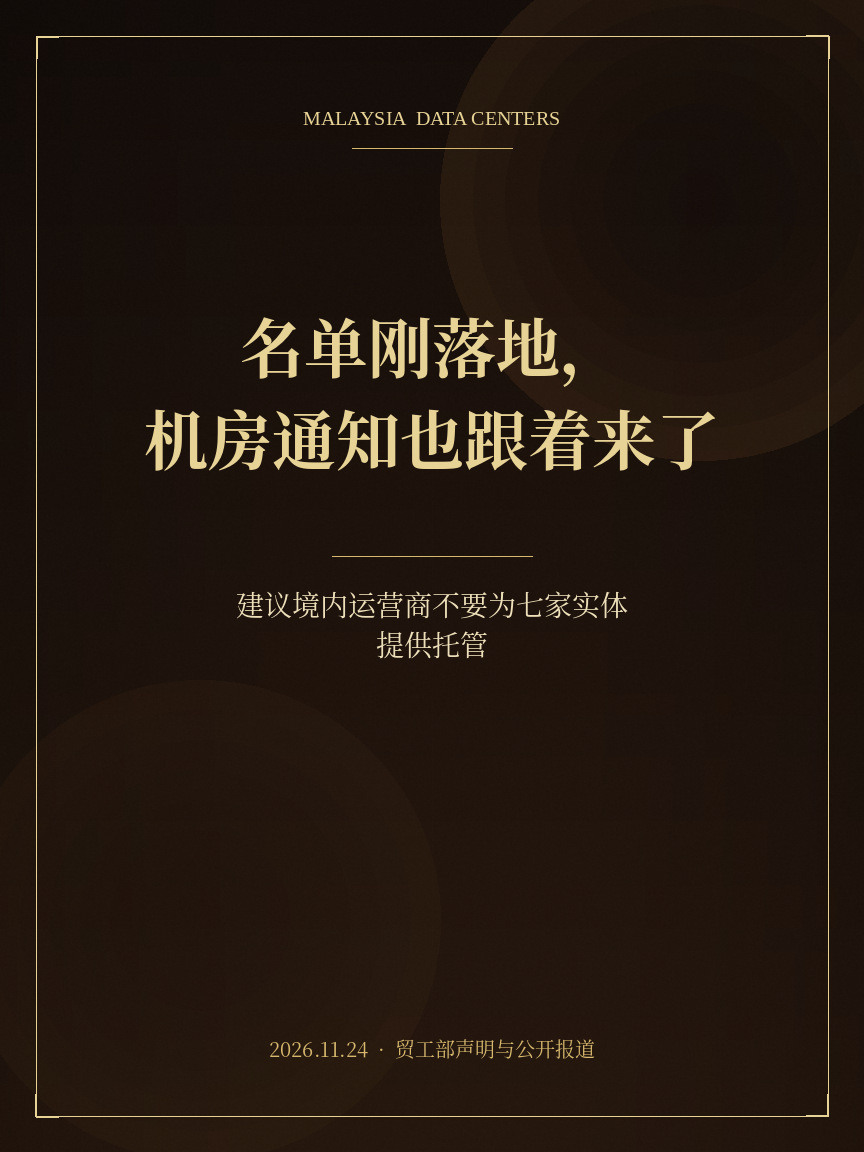 MALAYSIA DATA CENTERS
名单刚落地，
机房通知也跟着来了
建议境内运营商不要为七家实体
提供托管
2026.11.24 · 贸工部声明与公开报道